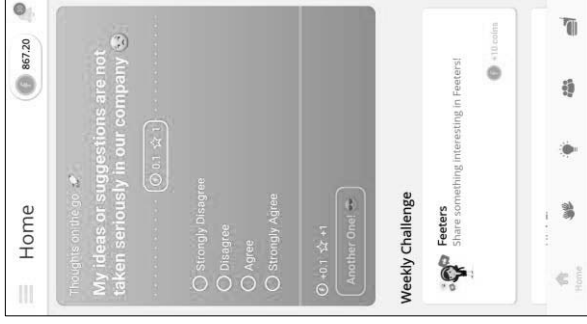 Home
867.20
Thoughts on the go
My ideas or suggestions are not
taken seriously in our company
0.1 1
Strongly Disagree
Disagree
Agree
Strongly Agree
+0.1 +1
Another One!
Weekly Challenge
Feeters
Share something interesting in Feeters!
+10 coins
Home